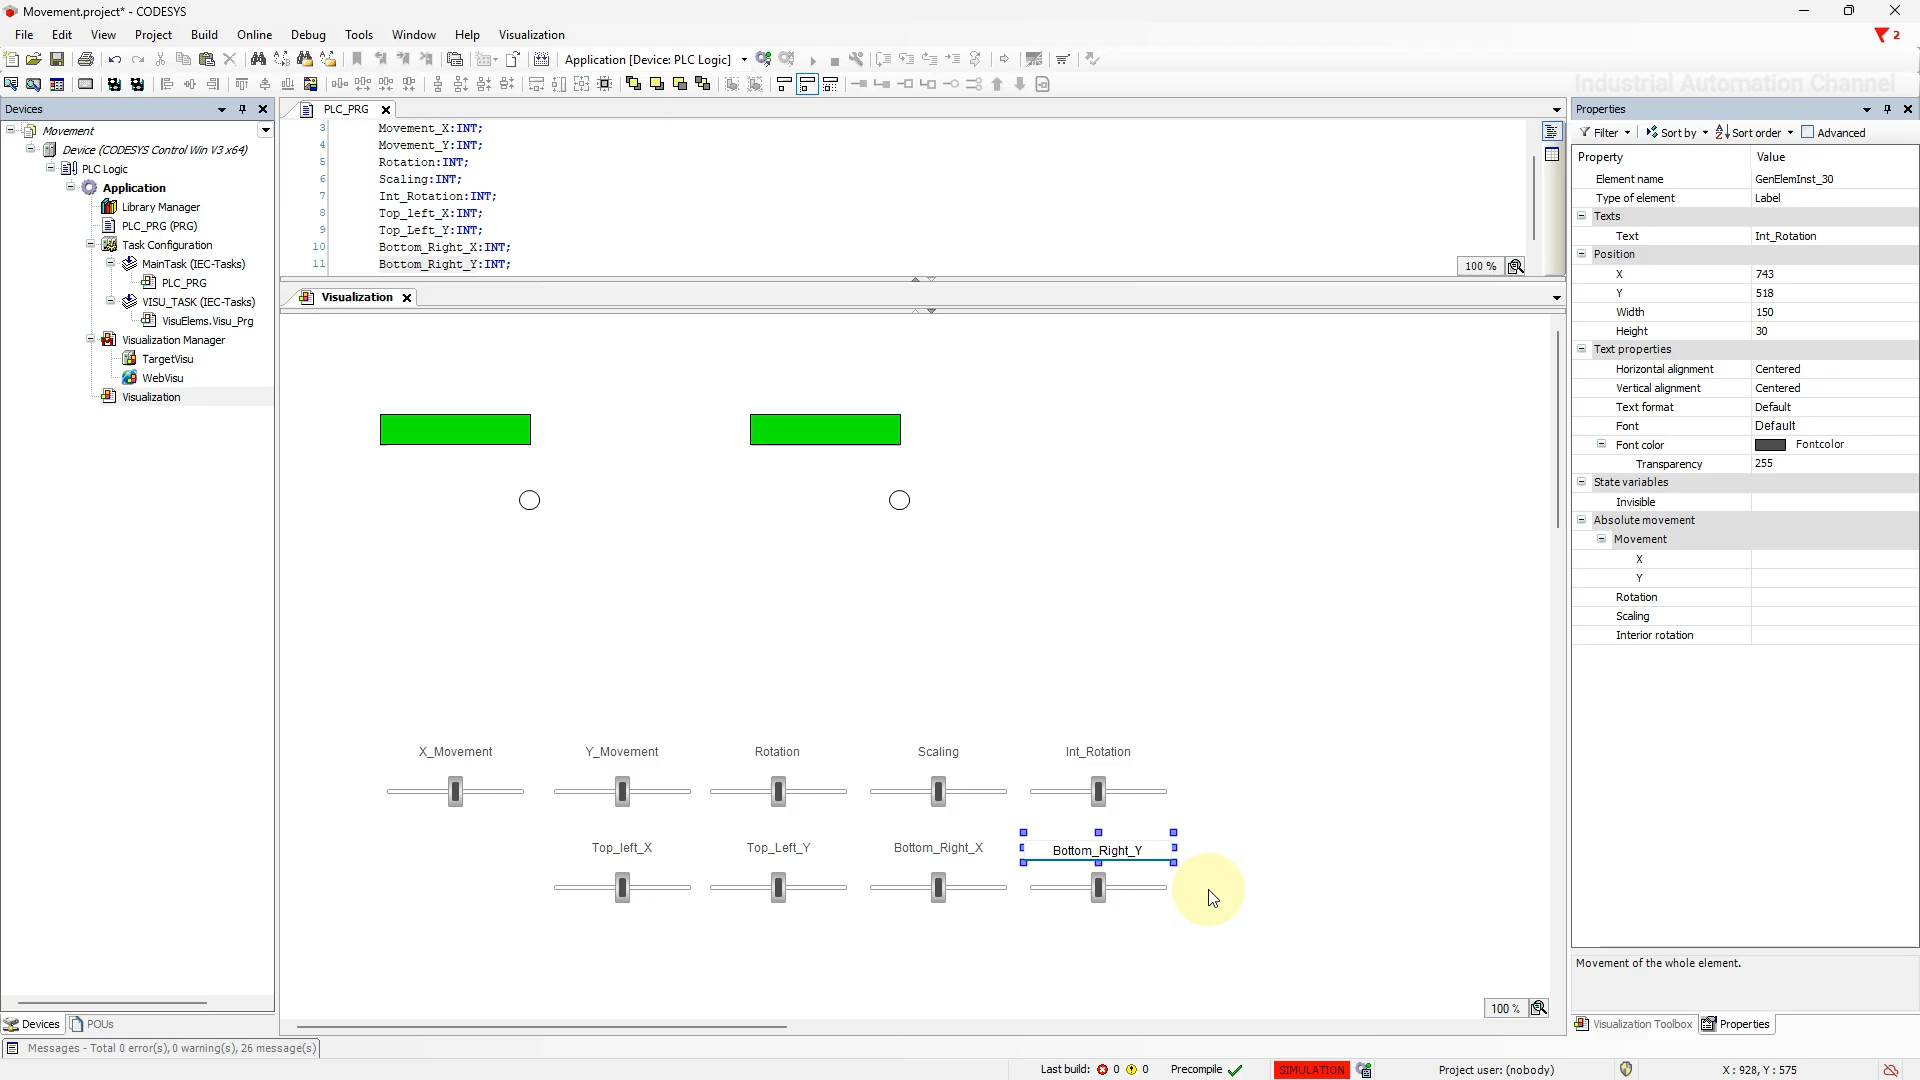 Movement.project* - CODESYS
File Edit View Project Build Online Debug Tools Window Help Visualization
2
Application [Device: PLC Logic]
Industrial Automation Channel
Devices
Movement
Device (CODESYS Control Win V3 x64)
PLC Logic
Application
Library Manager
PLC_PRG (PRG)
Task Configuration
MainTask (IEC-Tasks)
PLC_PRG
VISU_TASK (IEC-Tasks)
VisuElems.Visu_Prg
Visualization Manager
TargetVisu
WebVisu
Visualization
Devices POUs
PLC_PRG
3 Movement_X:INT;
4 Movement_Y:INT;
5 Rotation:INT;
6 Scaling:INT;
7 Int_Rotation:INT;
8 Top_left_X:INT;
9 Top_Left_Y:INT;
10 Bottom_Right_X:INT;
11 Bottom_Right_Y:INT;
100 %
Visualization
X_Movement Y_Movement Rotation Scaling Int_Rotation
Top_left_X Top_Left_Y Bottom_Right_X Bottom_Right_Y
100 %
Properties
Filter Sort by Sort order Advanced
Property Value
Element name GenElemInst_30
Type of element Label
Texts
Text Int_Rotation
Position
X 743
Y 518
Width 150
Height 30
Text properties
Horizontal alignment Centered
Vertical alignment Centered
Text format Default
Font Default
Font color Fontcolor
Transparency 255
State variables
Invisible
Absolute movement
Movement
X
Y
Rotation
Scaling
Interior rotation
Movement of the whole element.
Visualization Toolbox Properties
Messages - Total 0 error(s), 0 warning(s), 26 message(s)
Last build: 0 0 Precompile SIMULATION Project user: (nobody) X : 928, Y : 575